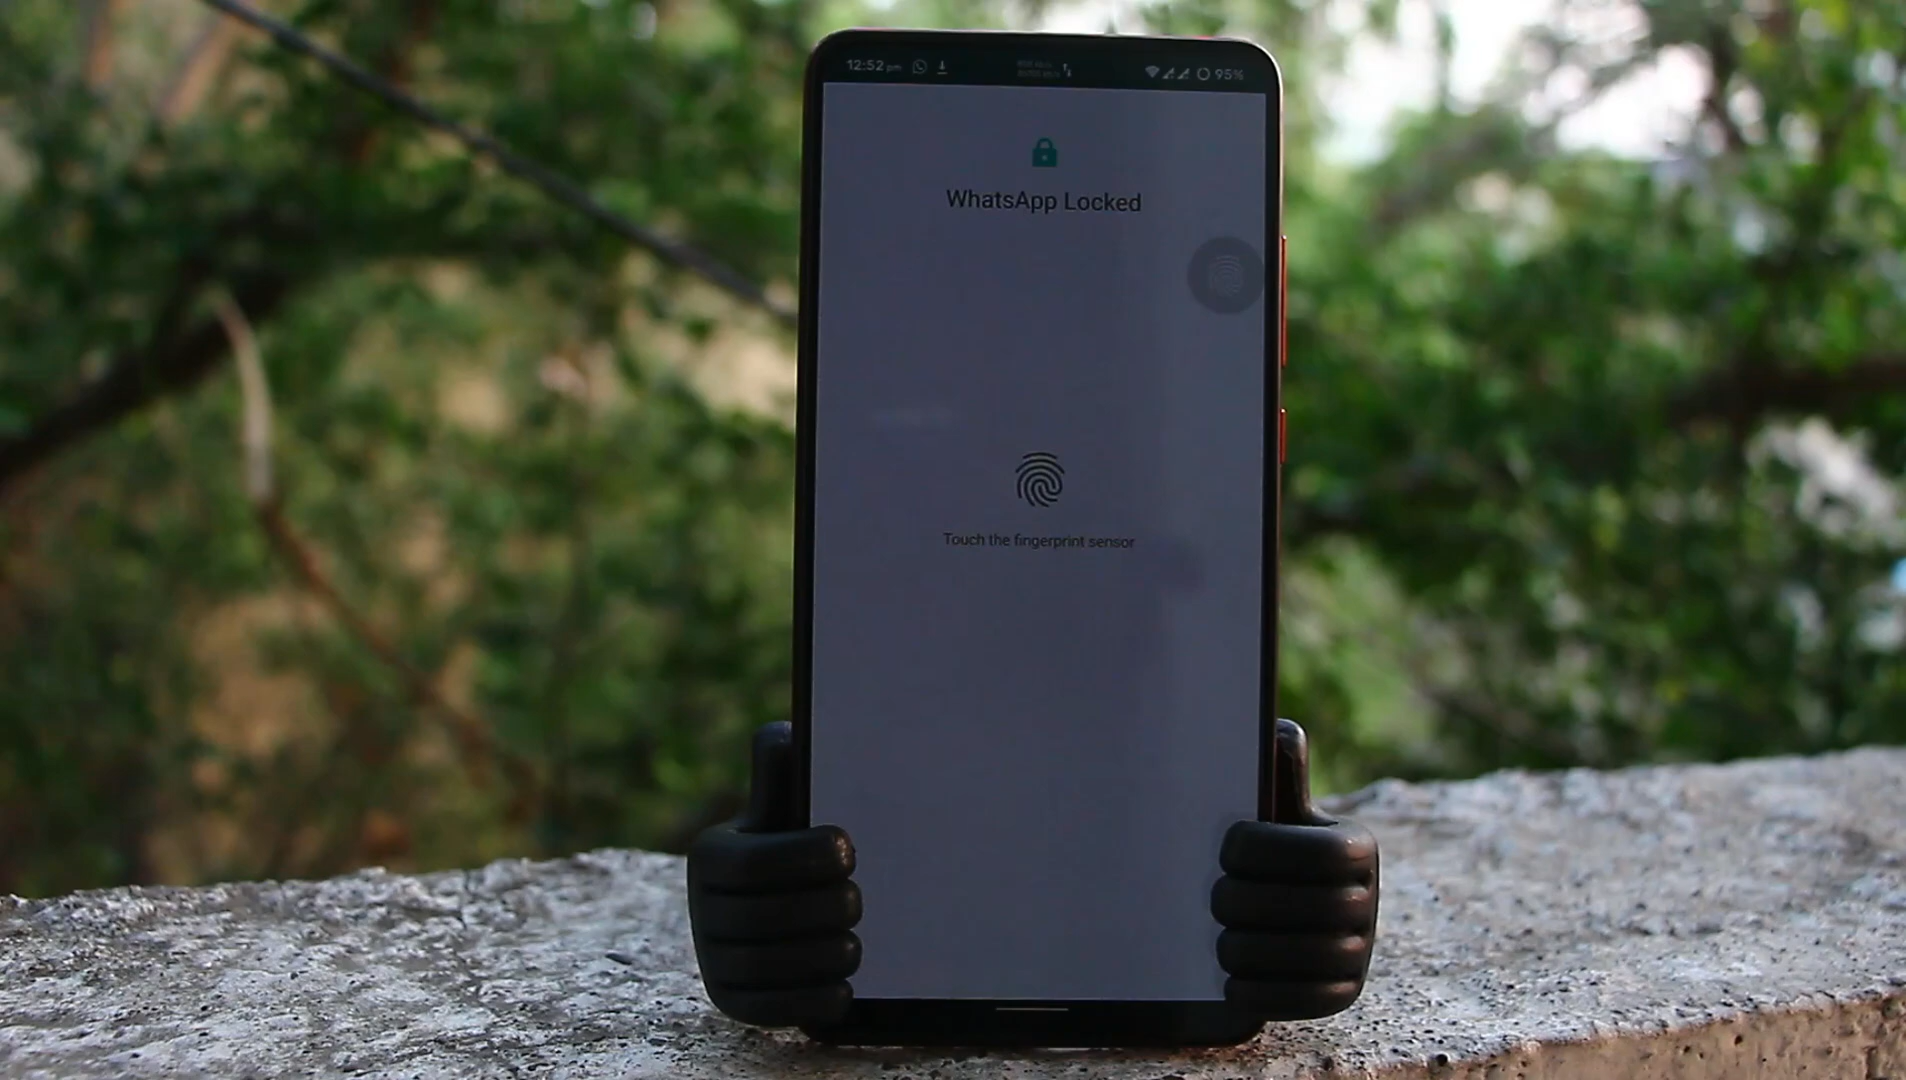 12:52 pm 95%
WhatsApp Locked
Touch the fingerprint sensor